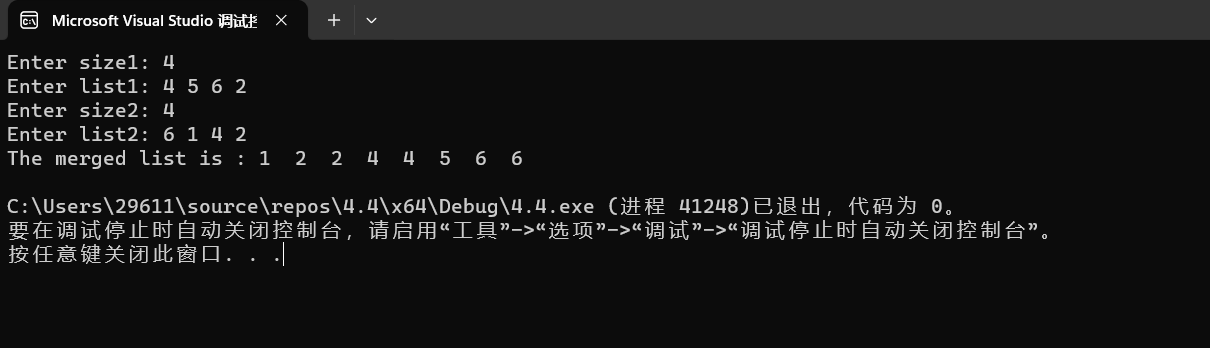 Microsoft Visual Studio 调试控
Enter size1: 4
Enter list1: 4 5 6 2
Enter size2: 4
Enter list2: 6 1 4 2
The merged list is : 1  2  2  4  4  5  6  6
C:\Users\29611\source\repos\4.4\x64\Debug\4.4.exe (进程 41248)已退出，代码为 0。
要在调试停止时自动关闭控制台，请启用“工具”->“选项”->“调试”->“调试停止时自动关闭控制台”。
按任意键关闭此窗口. . .